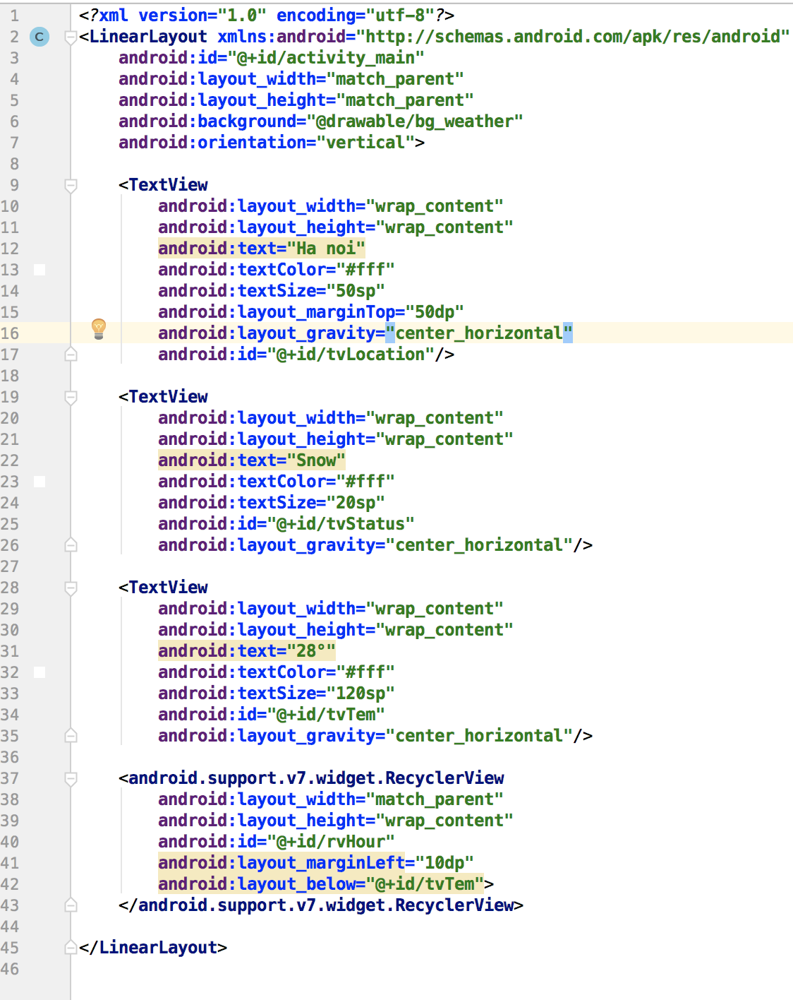 1 <?xml version="1.0" encoding="utf-8"?>
2 C <LinearLayout xmlns:android="http://schemas.android.com/apk/res/android"
3 android:id="@+id/activity_main"
4 android:layout_width="match_parent"
5 android:layout_height="match_parent"
6 android:background="@drawable/bg_weather"
7 android:orientation="vertical">
8
9 <TextView
10 android:layout_width="wrap_content"
11 android:layout_height="wrap_content"
12 android:text="Ha noi"
13 android:textColor="#fff"
14 android:textSize="50sp"
15 android:layout_marginTop="50dp"
16 android:layout_gravity="center_horizontal"
17 android:id="@+id/tvLocation"/>
18
19 <TextView
20 android:layout_width="wrap_content"
21 android:layout_height="wrap_content"
22 android:text="Snow"
23 android:textColor="#fff"
24 android:textSize="20sp"
25 android:id="@+id/tvStatus"
26 android:layout_gravity="center_horizontal"/>
27
28 <TextView
29 android:layout_width="wrap_content"
30 android:layout_height="wrap_content"
31 android:text="28°"
32 android:textColor="#fff"
33 android:textSize="120sp"
34 android:id="@+id/tvTem"
35 android:layout_gravity="center_horizontal"/>
36
37 <android.support.v7.widget.RecyclerView
38 android:layout_width="match_parent"
39 android:layout_height="wrap_content"
40 android:id="@+id/rvHour"
41 android:layout_marginLeft="10dp"
42 android:layout_below="@+id/tvTem">
43 </android.support.v7.widget.RecyclerView>
44
45 </LinearLayout>
46